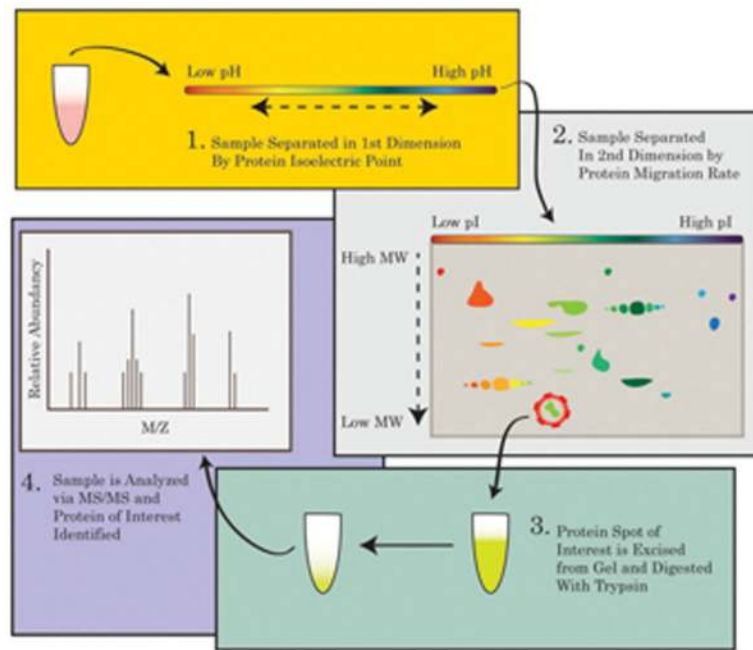 Low pH
High pH
1. Sample Separated in 1st Dimension
By Protein Isoelectric Point
2. Sample Separated
In 2nd Dimension by
Protein Migration Rate
Low pI
High pI
High MW
Low MW
3. Protein Spot of
Interest is Excised
from Gel and Digested
With Trypsin
Relative Abundancy
M/Z
4. Sample is Analyzed
via MS/MS and
Protein of Interest
Identified